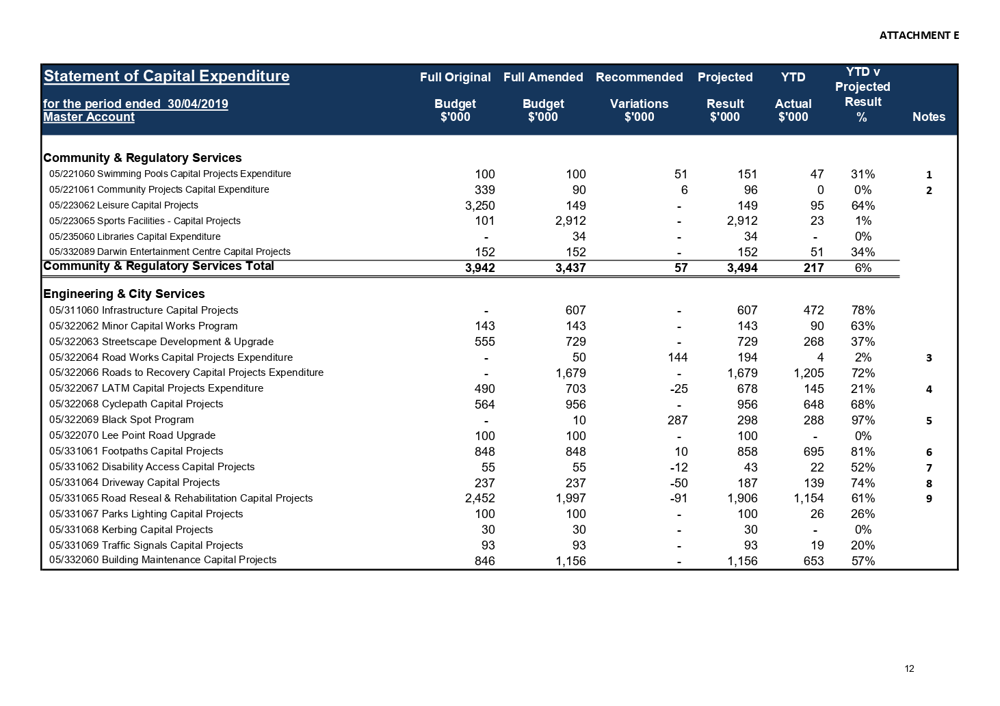 ATTACHMENT E
Statement of Capital Expenditure Full Original Full Amended Recommended Projected YTD YTD v Projected
for the period ended 30/04/2019 Budget Budget Variations Result Actual Result
Master Account $'000 $'000 $'000 $'000 $'000 % Notes
Community & Regulatory Services
05/221060 Swimming Pools Capital Projects Expenditure 100 100 51 151 47 31% 1
05/221061 Community Projects Capital Expenditure 339 90 6 96 0 0% 2
05/223062 Leisure Capital Projects 3,250 149 - 149 95 64%
05/223065 Sports Facilities - Capital Projects 101 2,912 - 2,912 23 1%
05/235060 Libraries Capital Expenditure - 34 - 34 - 0%
05/332089 Darwin Entertainment Centre Capital Projects 152 152 - 152 51 34%
Community & Regulatory Services Total 3,942 3,437 57 3,494 217 6%
Engineering & City Services
05/311060 Infrastructure Capital Projects - 607 - 607 472 78%
05/322062 Minor Capital Works Program 143 143 - 143 90 63%
05/322063 Streetscape Development & Upgrade 555 729 - 729 268 37%
05/322064 Road Works Capital Projects Expenditure - 50 144 194 4 2% 3
05/322066 Roads to Recovery Capital Projects Expenditure - 1,679 - 1,679 1,205 72%
05/322067 LATM Capital Projects Expenditure 490 703 -25 678 145 21% 4
05/322068 Cyclepath Capital Projects 564 956 - 956 648 68%
05/322069 Black Spot Program - 10 287 298 288 97% 5
05/322070 Lee Point Road Upgrade 100 100 - 100 - 0%
05/331061 Footpaths Capital Projects 848 848 10 858 695 81% 6
05/331062 Disability Access Capital Projects 55 55 -12 43 22 52% 7
05/331064 Driveway Capital Projects 237 237 -50 187 139 74% 8
05/331065 Road Reseal & Rehabilitation Capital Projects 2,452 1,997 -91 1,906 1,154 61% 9
05/331067 Parks Lighting Capital Projects 100 100 - 100 26 26%
05/331068 Kerbing Capital Projects 30 30 - 30 - 0%
05/331069 Traffic Signals Capital Projects 93 93 - 93 19 20%
05/332060 Building Maintenance Capital Projects 846 1,156 - 1,156 653 57%
12